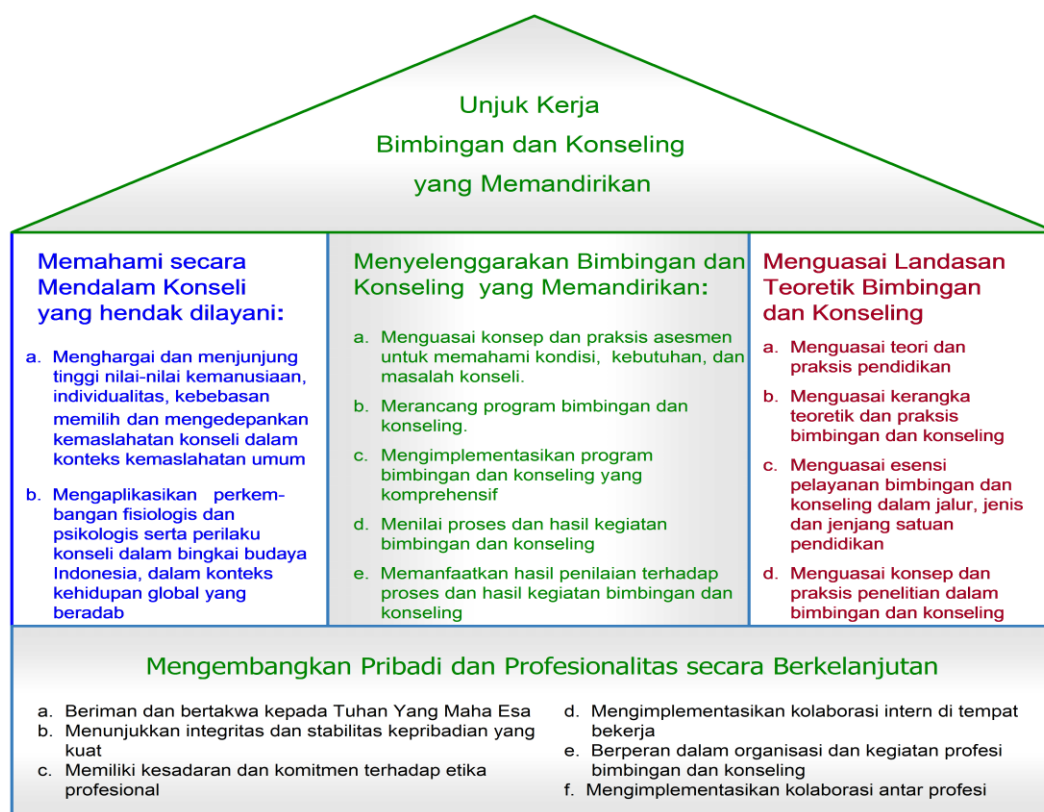 Unjuk Kerja
Bimbingan dan Konseling
yang Memandirikan
Memahami secara
Mendalam Konseli
yang hendak dilayani:
a. Menghargai dan menjunjung
tinggi nilai-nilai kemanusiaan,
individualitas, kebebasan
memilih dan mengedepankan
kemaslahatan konseli dalam
konteks kemaslahatan umum
b. Mengaplikasikan perkem-
bangan fisiologis dan
psikologis serta perilaku
konseli dalam bingkai budaya
Indonesia, dalam konteks
kehidupan global yang
beradab
Menyelenggarakan Bimbingan dan
Konseling yang Memandirikan:
a. Menguasai konsep dan praksis asesmen
untuk memahami kondisi, kebutuhan, dan
masalah konseli.
b. Merancang program bimbingan dan
konseling.
c. Mengimplementasikan program
bimbingan dan konseling yang
komprehensif
d. Menilai proses dan hasil kegiatan
bimbingan dan konseling
e. Memanfaatkan hasil penilaian terhadap
proses dan hasil kegiatan bimbingan dan
konseling
Menguasai Landasan
Teoretik Bimbingan
dan Konseling
a. Menguasai teori dan
praksis pendidikan
b. Menguasai kerangka
teoretik dan praksis
bimbingan dan konseling
c. Menguasai esensi
pelayanan bimbingan dan
konseling dalam jalur, jenis
dan jenjang satuan
pendidikan
d. Menguasai konsep dan
praksis penelitian dalam
bimbingan dan konseling
Mengembangkan Pribadi dan Profesionalitas secara Berkelanjutan
a. Beriman dan bertakwa kepada Tuhan Yang Maha Esa
b. Menunjukkan integritas dan stabilitas kepribadian yang
kuat
c. Memiliki kesadaran dan komitmen terhadap etika
profesional
d. Mengimplementasikan kolaborasi intern di tempat
bekerja
e. Berperan dalam organisasi dan kegiatan profesi
bimbingan dan konseling
f. Mengimplementasikan kolaborasi antar profesi